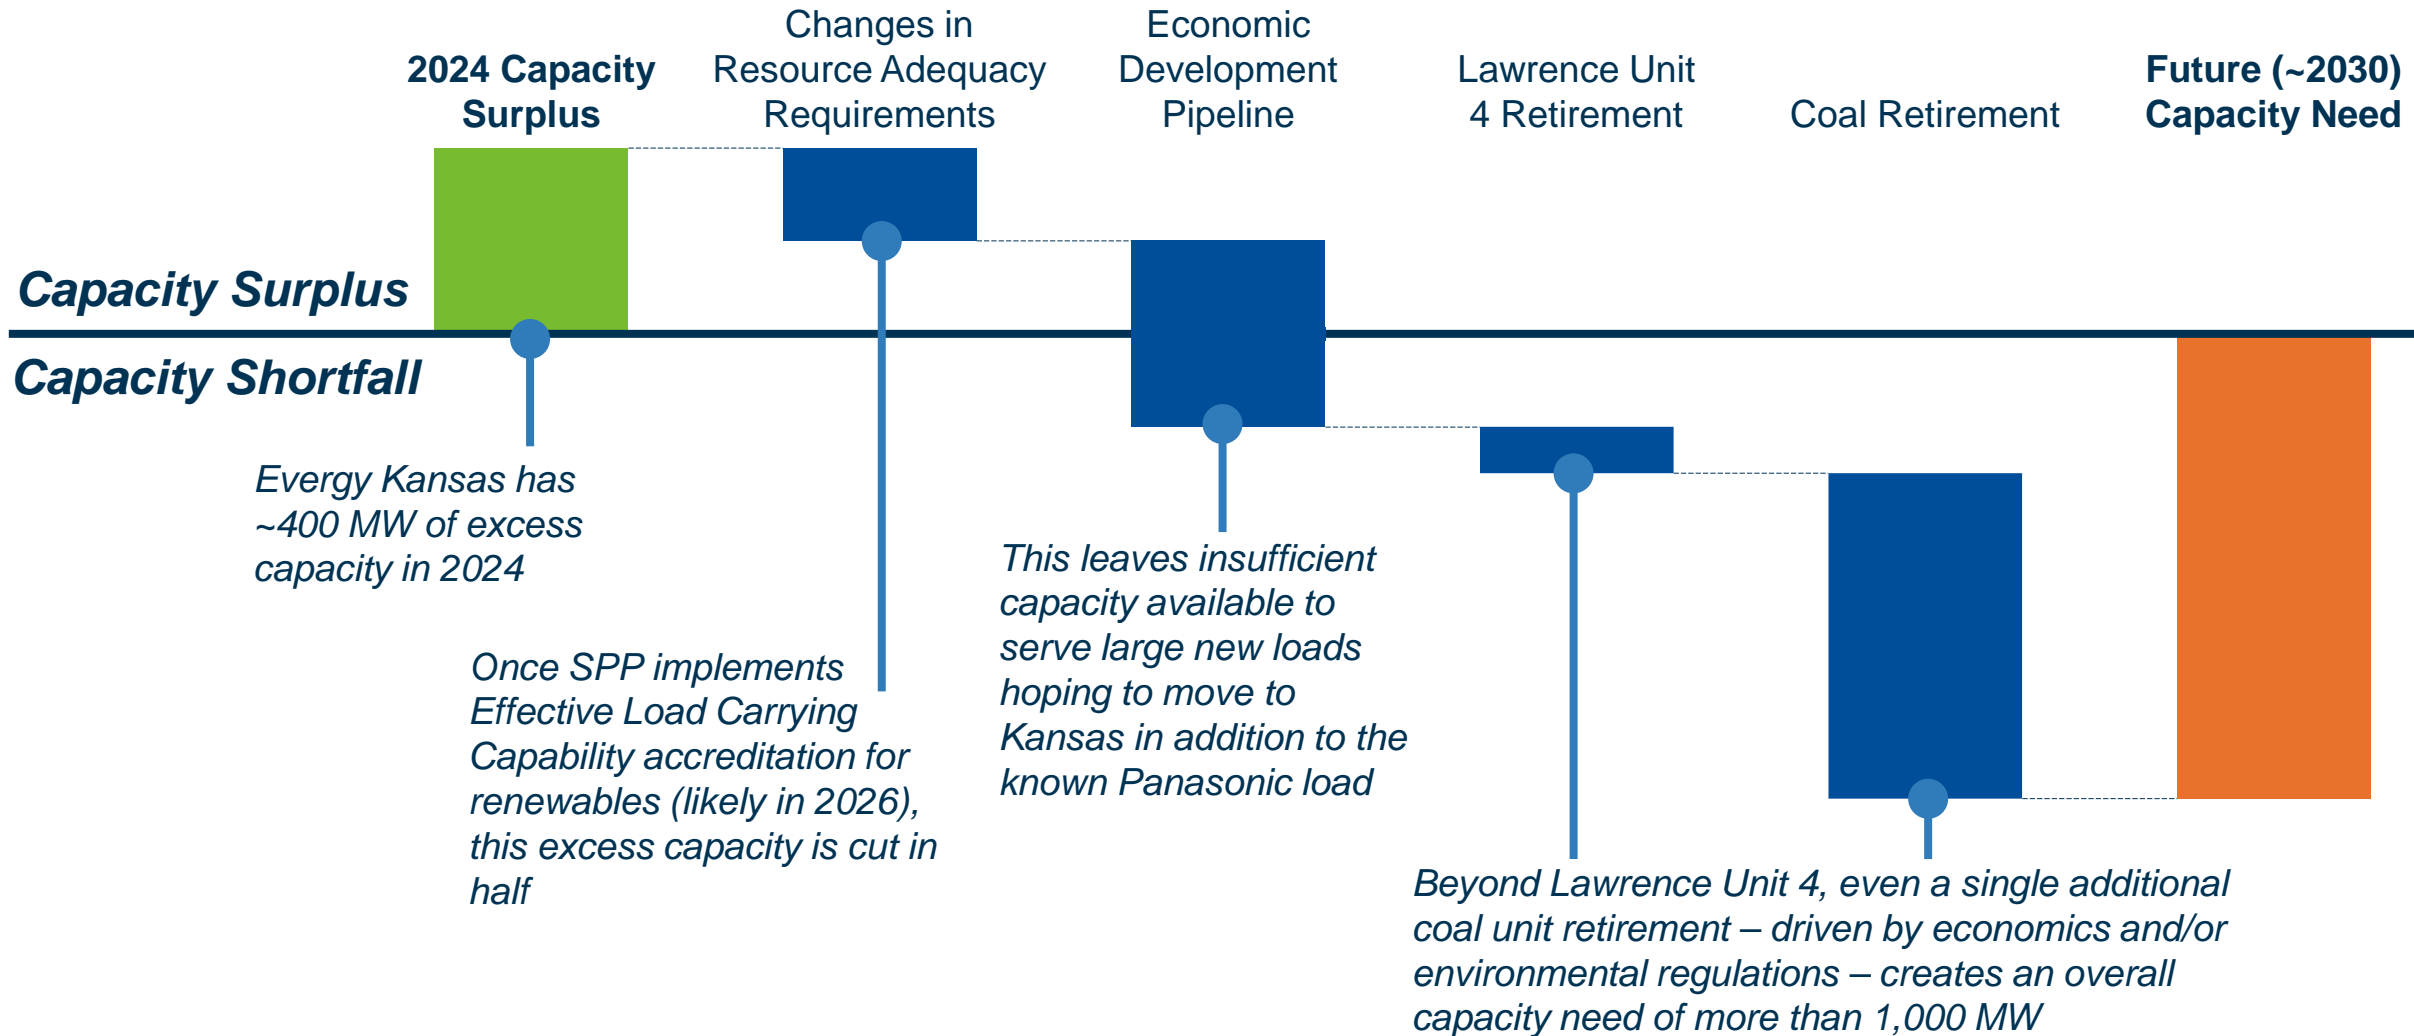 2024 Capacity
Surplus
Changes in
Resource Adequacy
Requirements
Economic
Development
Pipeline
Lawrence Unit
4 Retirement
Coal Retirement
Future (~2030)
Capacity Need
Capacity Surplus
Capacity Shortfall
Evergy Kansas has
~400 MW of excess
capacity in 2024
Once SPP implements
Effective Load Carrying
Capability accreditation for
renewables (likely in 2026),
this excess capacity is cut in
half
This leaves insufficient
capacity available to
serve large new loads
hoping to move to
Kansas in addition to the
known Panasonic load
Beyond Lawrence Unit 4, even a single additional
coal unit retirement – driven by economics and/or
environmental regulations – creates an overall
capacity need of more than 1,000 MW